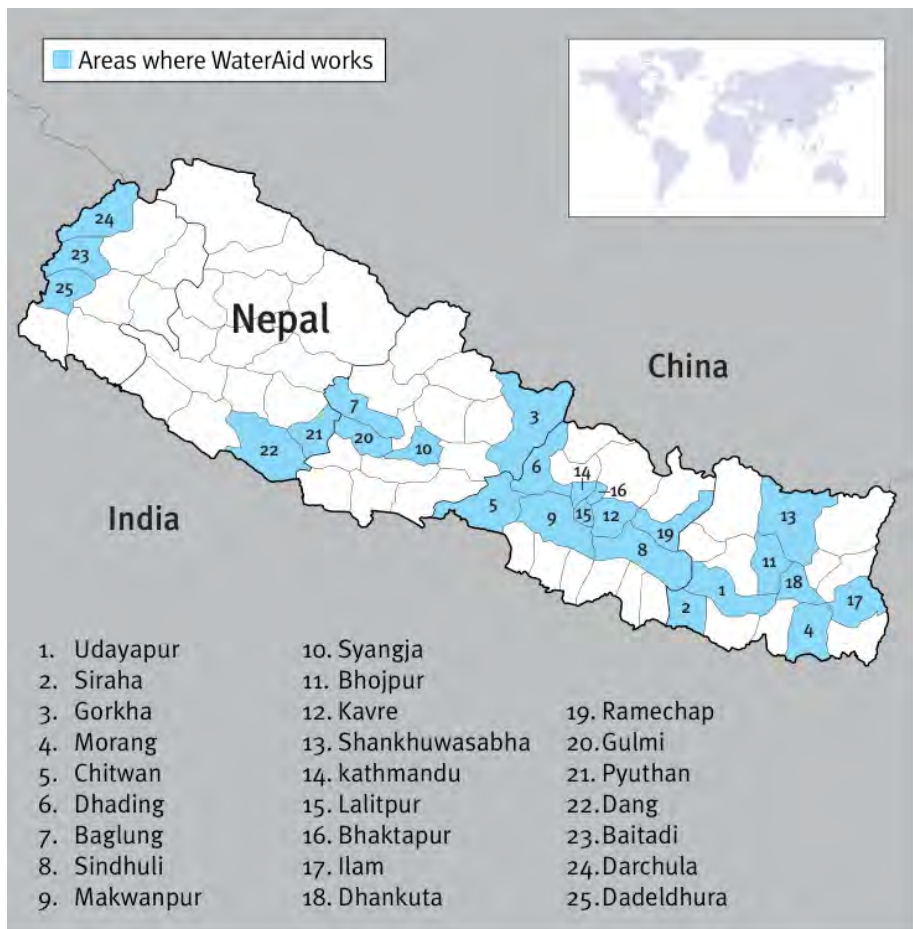 Areas where WaterAid works
24
23
25
Nepal
China
7
3
21
20
22
10
6
14
16
India
5
9
15
12
13
19
8
11
18
1
17
2
4
1. Udayapur
2. Siraha
3. Gorkha
4. Morang
5. Chitwan
6. Dhading
7. Baglung
8. Sindhuli
9. Makwanpur
10. Syangja
11. Bhojpur
12. Kavre
13. Shankhuwasabha
14. kathmandu
15. Lalitpur
16. Bhaktapur
17. Ilam
18. Dhankuta
19. Ramechap
20.Gulmi
21. Pyuthan
22.Dang
23.Baitadi
24.Darchula
25.Dadeldhura